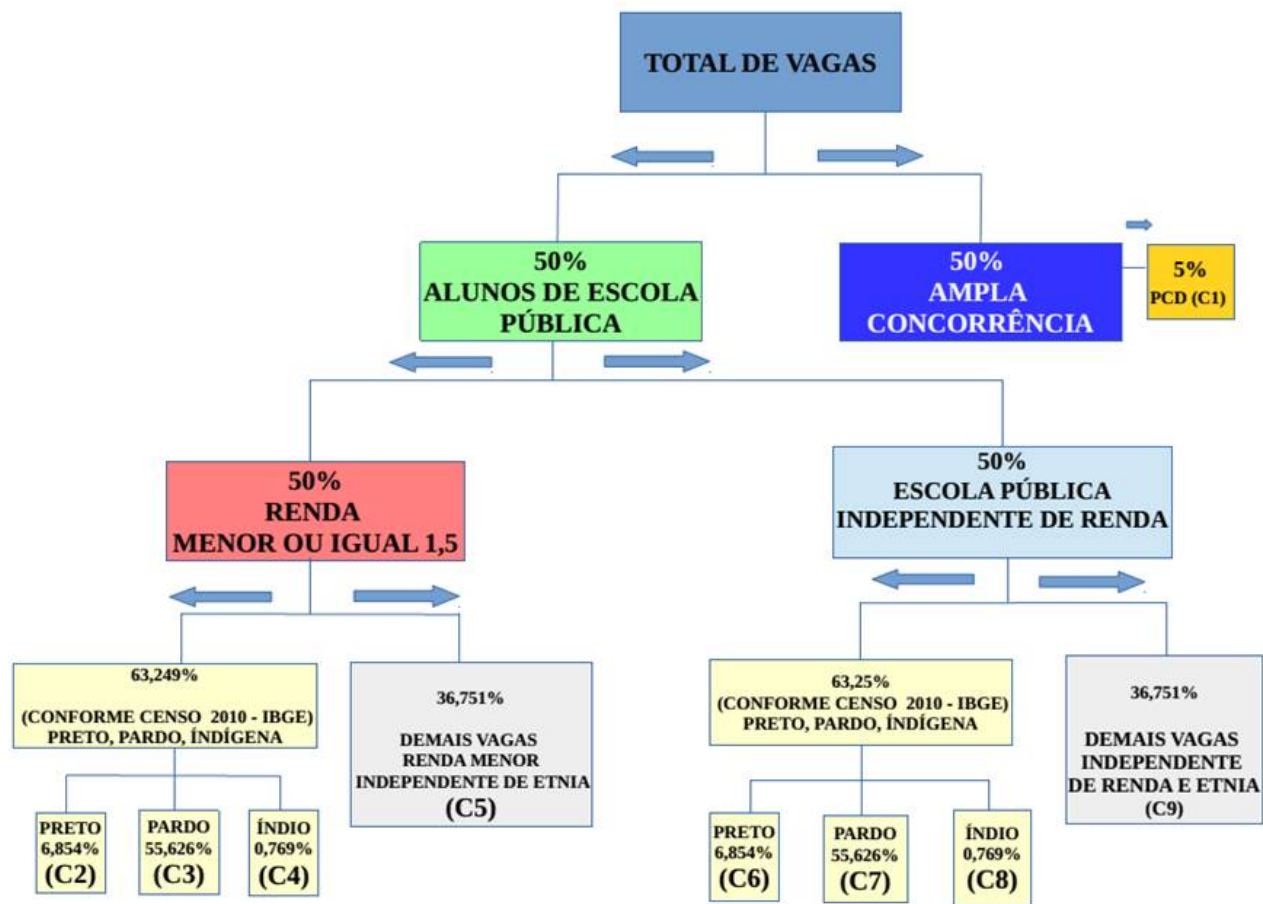 TOTAL DE VAGAS
50%
ALUNOS DE ESCOLA
PÚBLICA
50%
AMPLA
CONCORRÊNCIA
5%
PCD (C1)
50%
RENDA
MENOR OU IGUAL 1,5
50%
ESCOLA PÚBLICA
INDEPENDENTE DE RENDA
63,249%
(CONFORME CENSO 2010 - IBGE)
PRETO, PARDO, ÍNDÍGENA
36,751%
DEMAIS VAGAS
RENDA MENOR
INDEPENDENTE DE ETNIA
(C5)
63,25%
(CONFORME CENSO 2010 - IBGE)
PRETO, PARDO, ÍNDÍGENA
36,751%
DEMAIS VAGAS
INDEPENDENTE
DE RENDA E ETNIA
(C9)
PRETO
6,854%
(C2)
PARDO
55,626%
(C3)
ÍNDIO
0,769%
(C4)
PRETO
6,854%
(C6)
PARDO
55,626%
(C7)
ÍNDIO
0,769%
(C8)